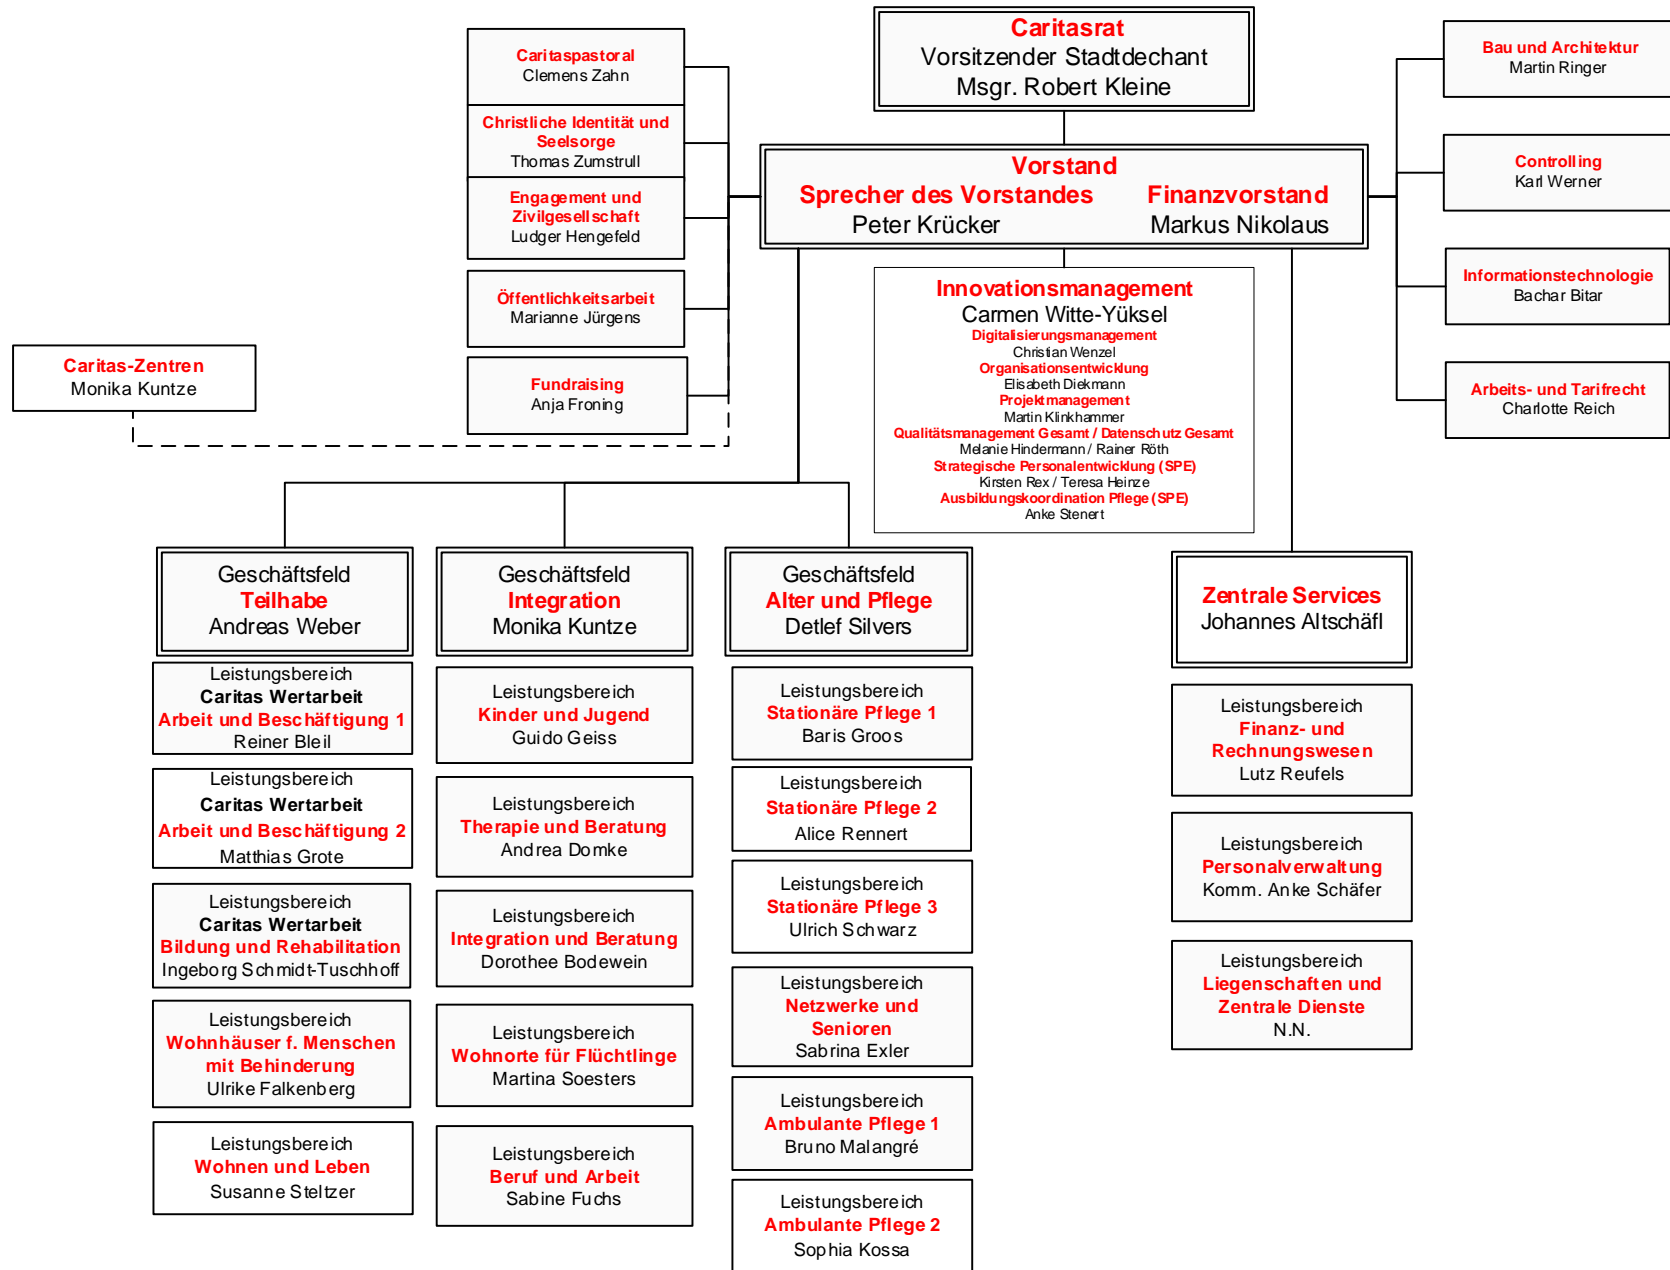 Caritasrat
Vorsitzender Stadtdechant
Msgr. Robert Kleine
Caritaspastoral
Clemens Zahn
Christliche Identität und
Seelsorge
Thomas Zumstrull
Engagement und
Zivilgesellschaft
Ludger Hengefeld
Öffentlichkeitsarbeit
Marianne Jürgens
Fundraising
Anja Froning
Caritas-Zentren
Monika Kuntze
Vorstand
Sprecher des Vorstandes Finanzvorstand
Peter Krücker Markus Nikolaus
Bau und Architektur
Martin Ringer
Controlling
Karl Werner
Informationstechnologie
Bachar Bitar
Arbeits- und Tarifrecht
Charlotte Reich
Innovationsmanagement
Carmen Witte-Yüksel
Digitalisierungsmanagement
Christian Wenzel
Organisationsentwicklung
Elisabeth Diekmann
Projektmanagement
Martin Klinkhammer
Qualitätsmanagement Gesamt / Datenschutz Gesamt
Melanie Hindermann / Rainer Röth
Strategische Personalentwicklung (SPE)
Kirsten Rex / Teresa Heinze
Ausbildungskoordination Pflege (SPE)
Anke Stenert
Geschäftsfeld
Teilhabe
Andreas Weber
Leistungsbereich
Caritas Wertarbeit
Arbeit und Beschäftigung 1
Reiner Bleil
Leistungsbereich
Caritas Wertarbeit
Arbeit und Beschäftigung 2
Matthias Grote
Leistungsbereich
Caritas Wertarbeit
Bildung und Rehabilitation
Ingeborg Schmidt-Tuschhoff
Leistungsbereich
Wohnhäuser f. Menschen
mit Behinderung
Ulrike Falkenberg
Leistungsbereich
Wohnen und Leben
Susanne Steltzer
Geschäftsfeld
Integration
Monika Kuntze
Leistungsbereich
Kinder und Jugend
Guido Geiss
Leistungsbereich
Therapie und Beratung
Andrea Domke
Leistungsbereich
Integration und Beratung
Dorothee Bodewein
Leistungsbereich
Wohnorte für Flüchtlinge
Martina Soesters
Leistungsbereich
Beruf und Arbeit
Sabine Fuchs
Geschäftsfeld
Alter und Pflege
Detlef Silvers
Leistungsbereich
Stationäre Pflege 1
Baris Groos
Leistungsbereich
Stationäre Pflege 2
Alice Rennert
Leistungsbereich
Stationäre Pflege 3
Ulrich Schwarz
Leistungsbereich
Netzwerke und
Senioren
Sabrina Exler
Leistungsbereich
Ambulante Pflege 1
Bruno Malangré
Leistungsbereich
Ambulante Pflege 2
Sophia Kossa
Zentrale Services
Johannes Altschäfl
Leistungsbereich
Finanz- und
Rechnungswesen
Lutz Reufels
Leistungsbereich
Personalverwaltung
Komm. Anke Schäfer
Leistungsbereich
Liegenschaften und
Zentrale Dienste
N.N.